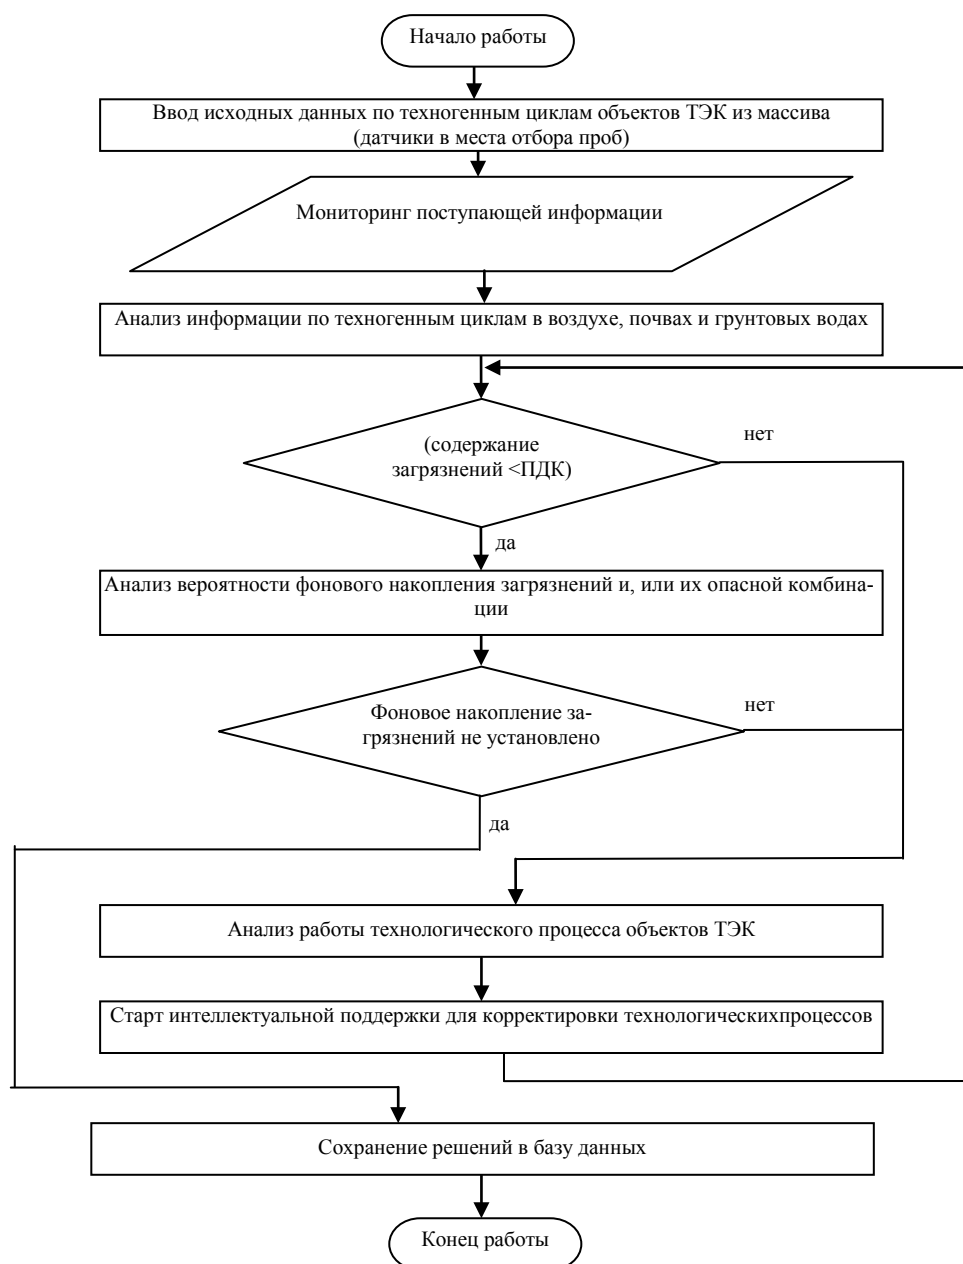 Начало работы
Ввод исходных данных по техногенным циклам объектов ТЭК из массива
(датчики в места отбора проб)
Мониторинг поступающей информации
Анализ информации по техногенным циклам в воздухе, почвах и грунтовых водах
(содержание
загрязнений <ПДК)
нет
да
Анализ вероятности фонового накопления загрязнений и, или их опасной комбина-
ции
Фоновое накопление за-
грязнений не установлено
нет
да
Анализ работы технологического процесса объектов ТЭК
Старт интеллектуальной поддержки для корректировки технологическихпроцессов
Сохранение решений в базу данных
Конец работы